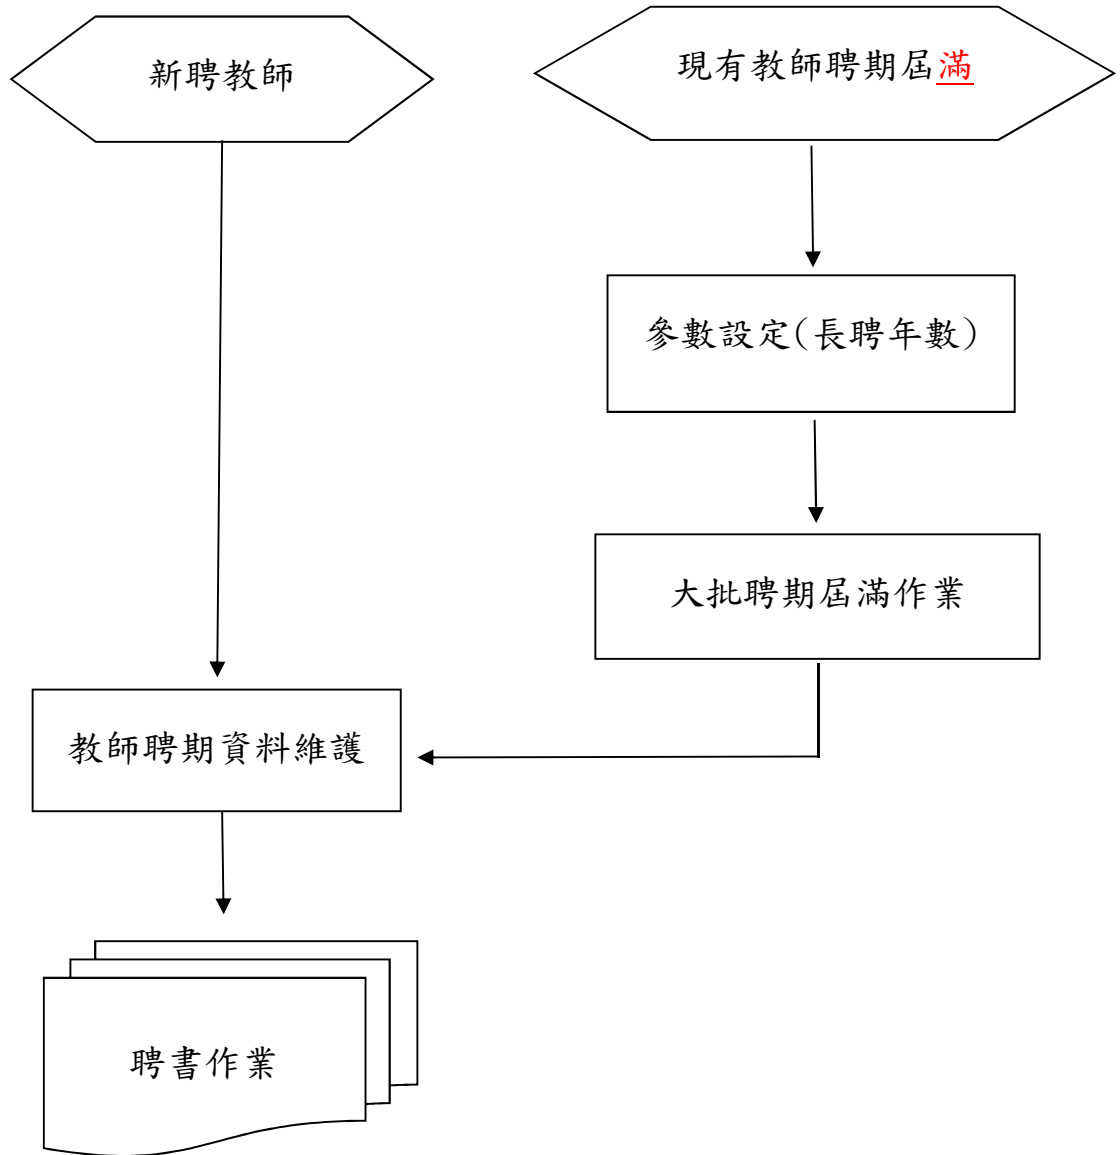 新聘教師
現有教師聘期屆滿
參數設定(長聘年數)
大批聘期屆滿作業
教師聘期資料維護
聘書作業